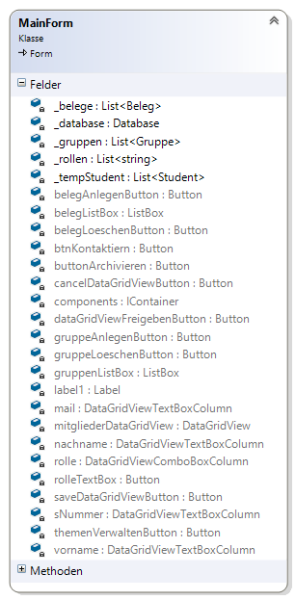 MainForm
Klasse
Form
Felder
_belege : List<Beleg>
_database : Database
_gruppen : List<Gruppe>
_rollen : List<string>
_tempStudent : List<Student>
belegAnlegenButton : Button
belegListBox : ListBox
belegLoeschenButton : Button
btnKontaktiern : Button
buttonArchivieren : Button
cancelDataGridViewButton : Button
components : IContainer
dataGridViewFreigebenButton : Button
gruppeAnlegenButton : Button
gruppeLoeschenButton : Button
gruppenListBox : ListBox
label1 : Label
mail : DataGridViewTextBoxColumn
mitgliederDataGridView : DataGridView
nachname : DataGridViewTextBoxColumn
rolle : DataGridViewComboBoxColumn
rolleTextBox : Button
saveDataGridViewButton : Button
sNummer : DataGridViewTextBoxColumn
themenVerwaltenButton : Button
vorname : DataGridViewTextBoxColumn
Methoden